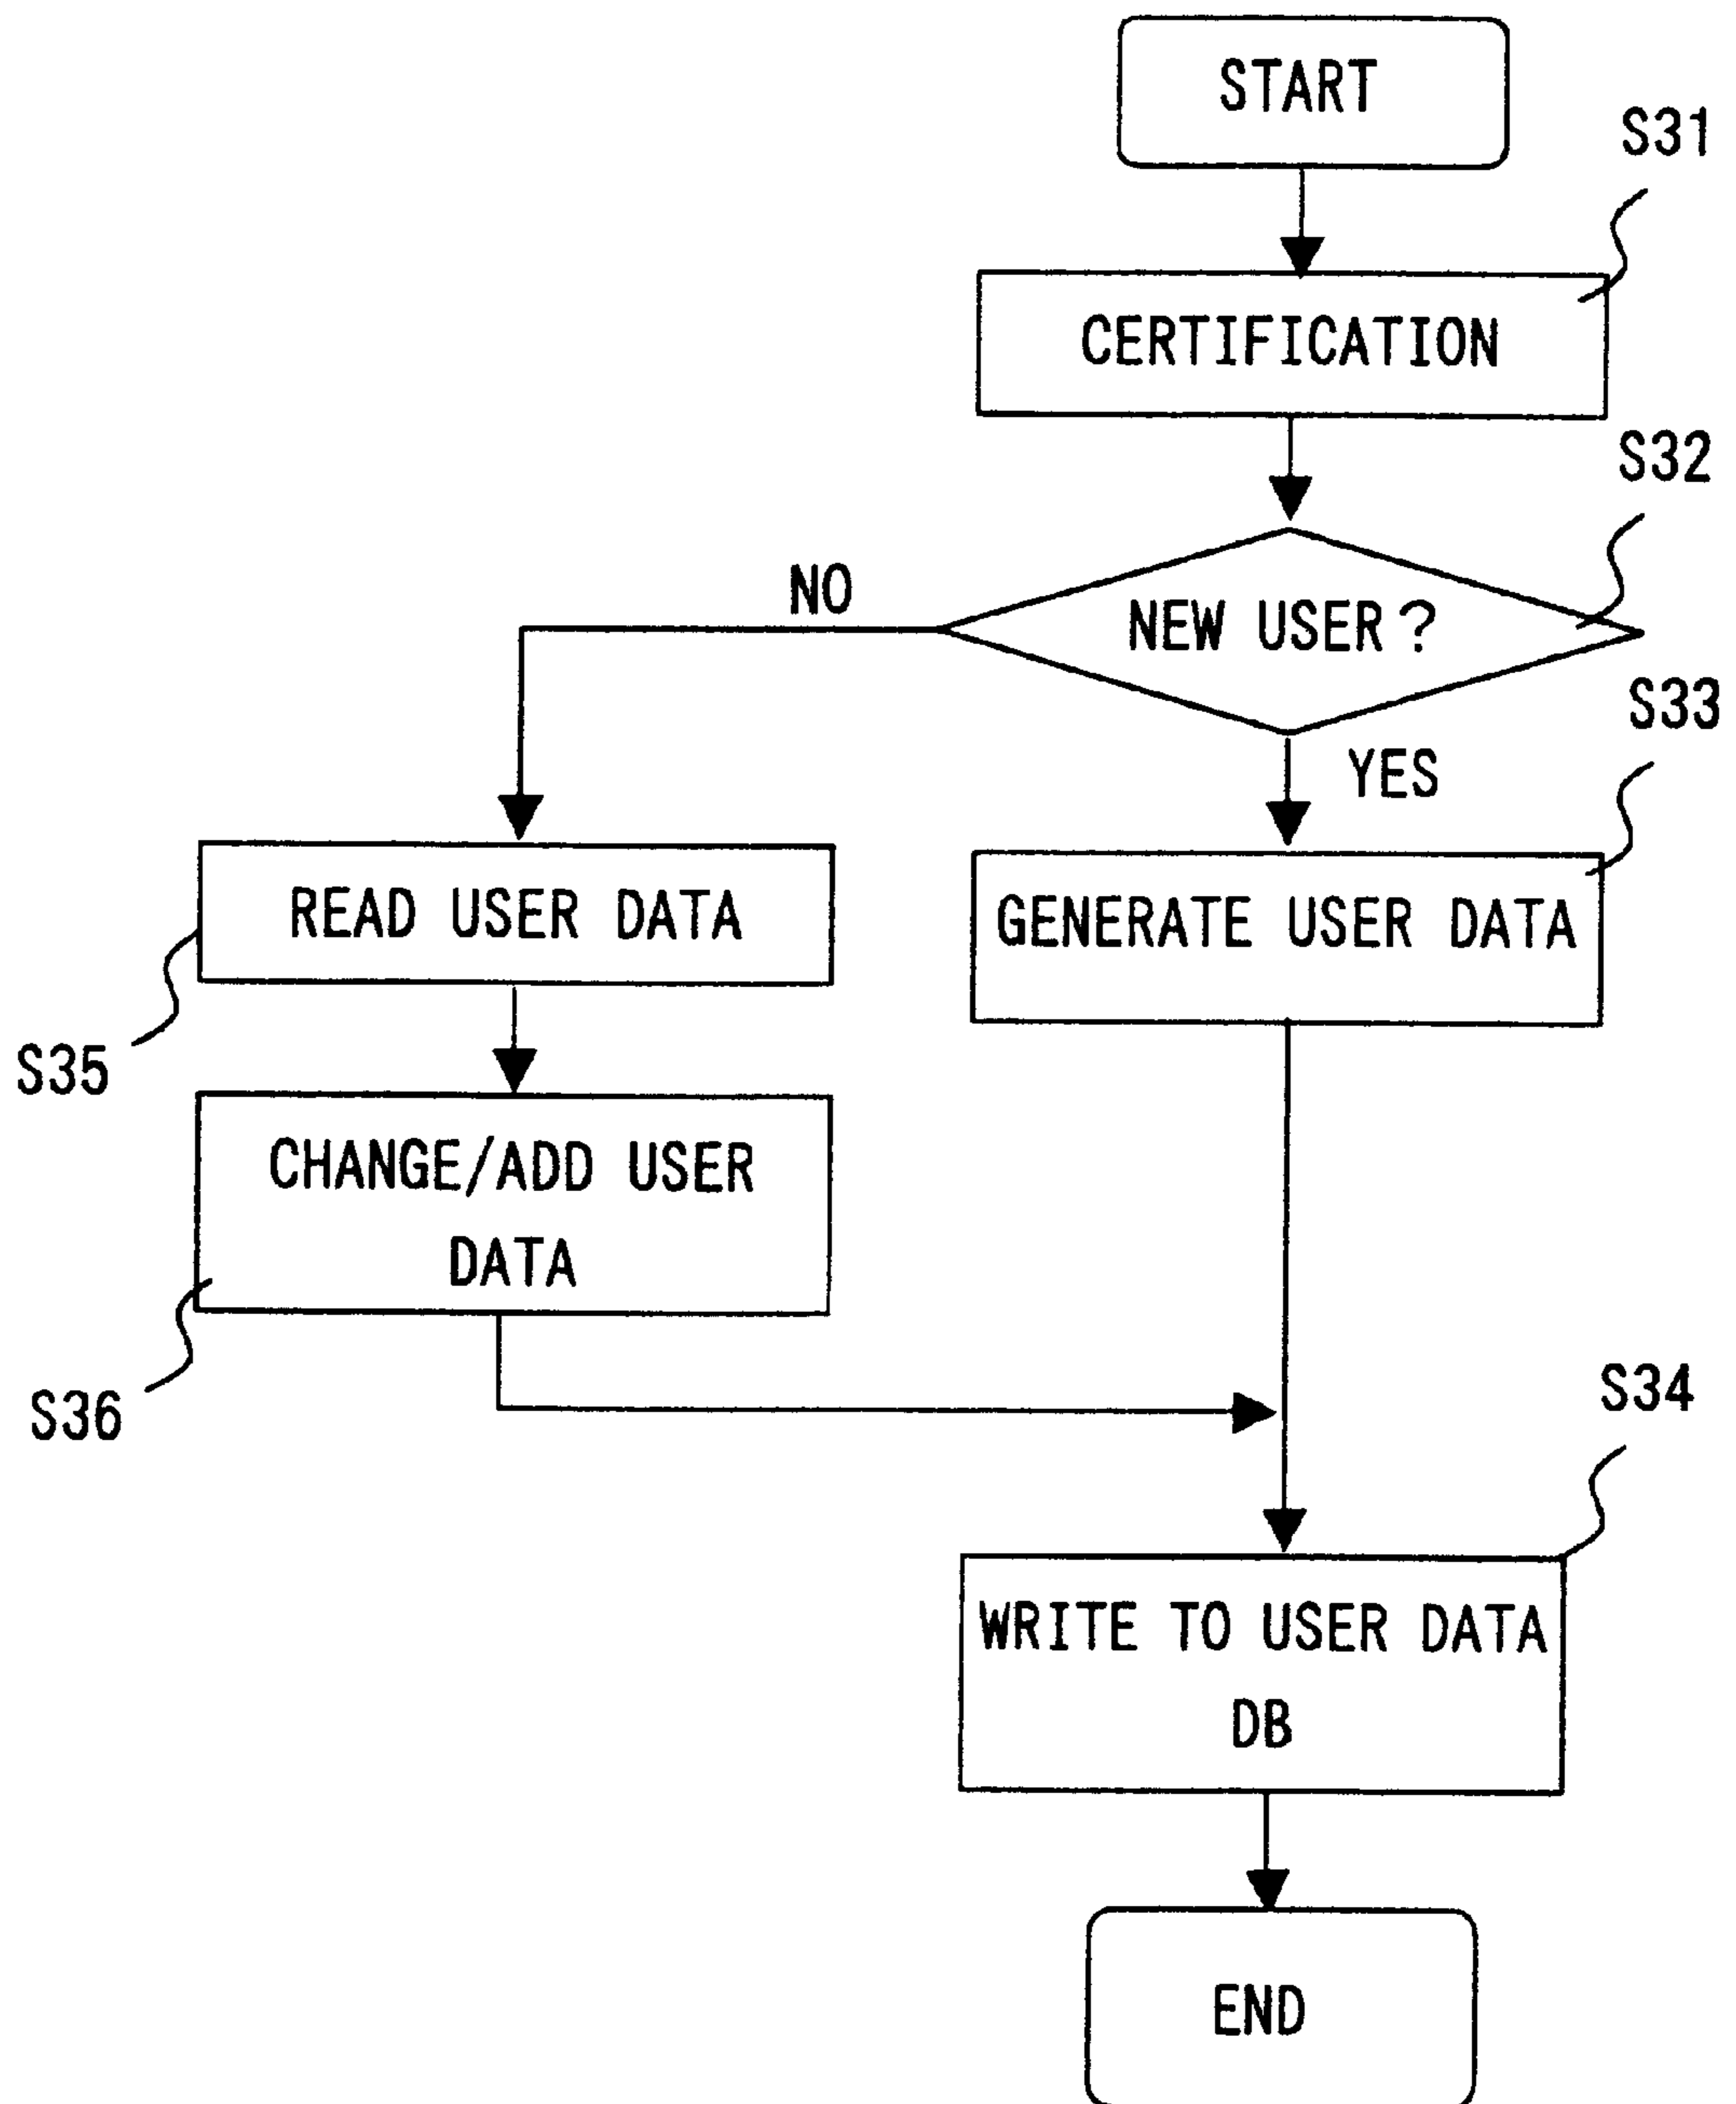 START
S31
CERTIFICATION
S32
NO
NEW USER?
S33
YES
READ USER DATA
GENERATE USER DATA
S35
CHANGE/ADD USER
DATA
S36
S34
WRITE TO USER DATA
DB
END